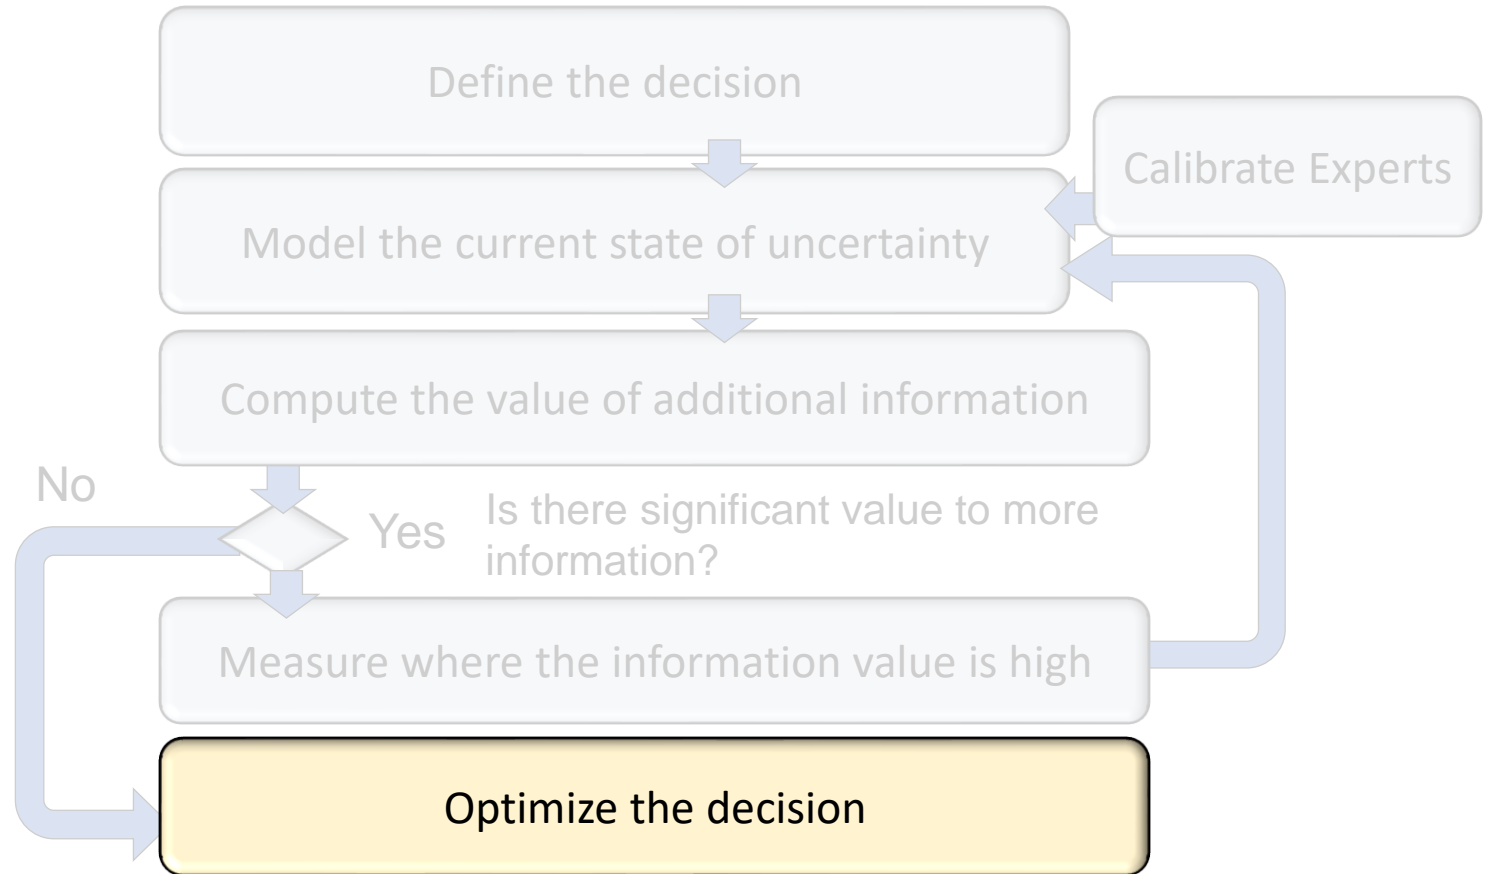 Define the decision
Calibrate Experts
Model the current state of uncertainty
Compute the value of additional information
No
Yes
Is there significant value to more
information?
Measure where the information value is high
Optimize the decision